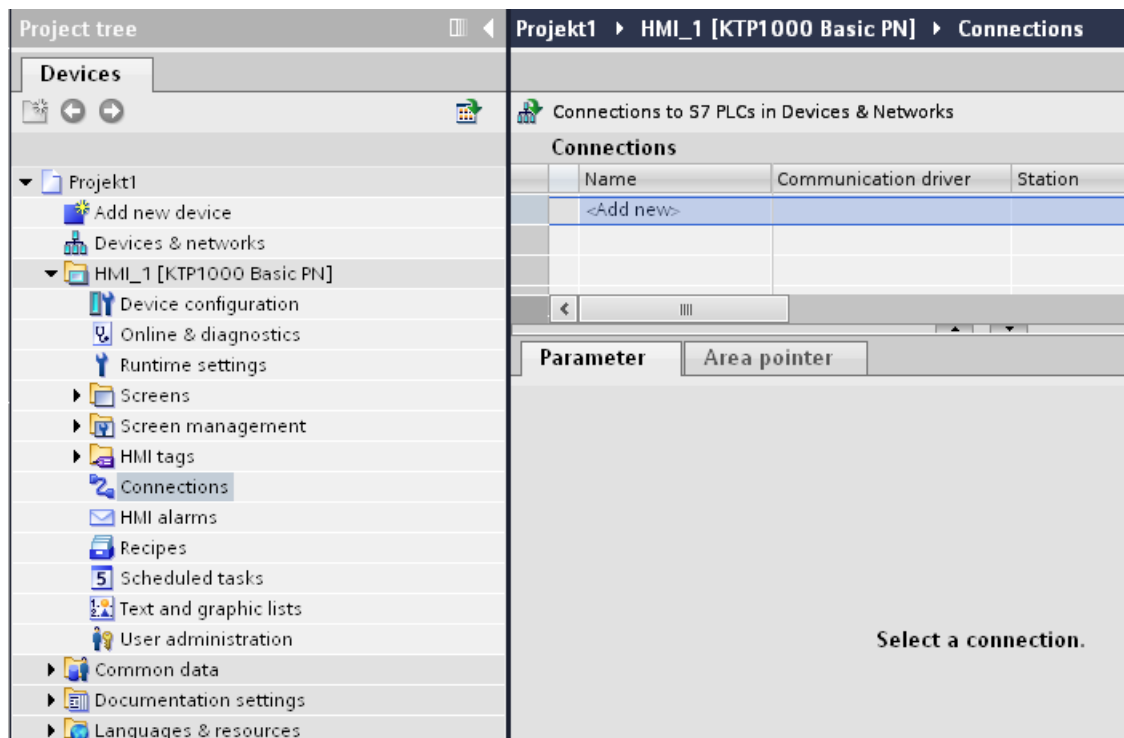 Project tree
Devices
Projekt1
Add new device
Devices & networks
HMI_1 [KTP1000 Basic PN]
Device configuration
Online & diagnostics
Runtime settings
Screens
Screen management
HMI tags
Connections
HMI alarms
Recipes
Scheduled tasks
Text and graphic lists
User administration
Common data
Documentation settings
Languages & resources
Projekt1 HMI_1 [KTP1000 Basic PN] Connections
Connections to S7 PLCs in Devices & Networks
Connections
Name Communication driver Station
<Add new>
Parameter Area pointer
Select a connection.